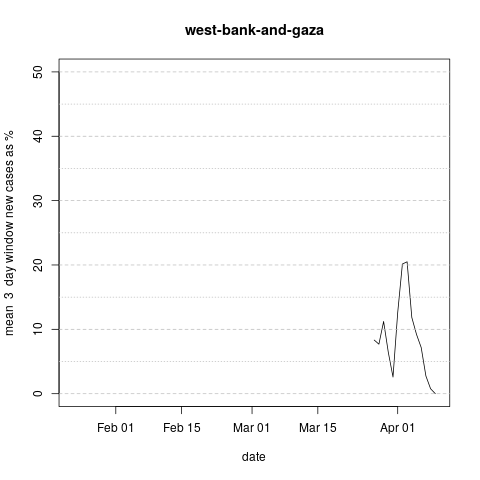 west-bank-and-gaza
mean 3 day window new cases as %
50
40
30
20
10
0
Feb 01 Feb 15 Mar 01 Mar 15 Apr 01
date